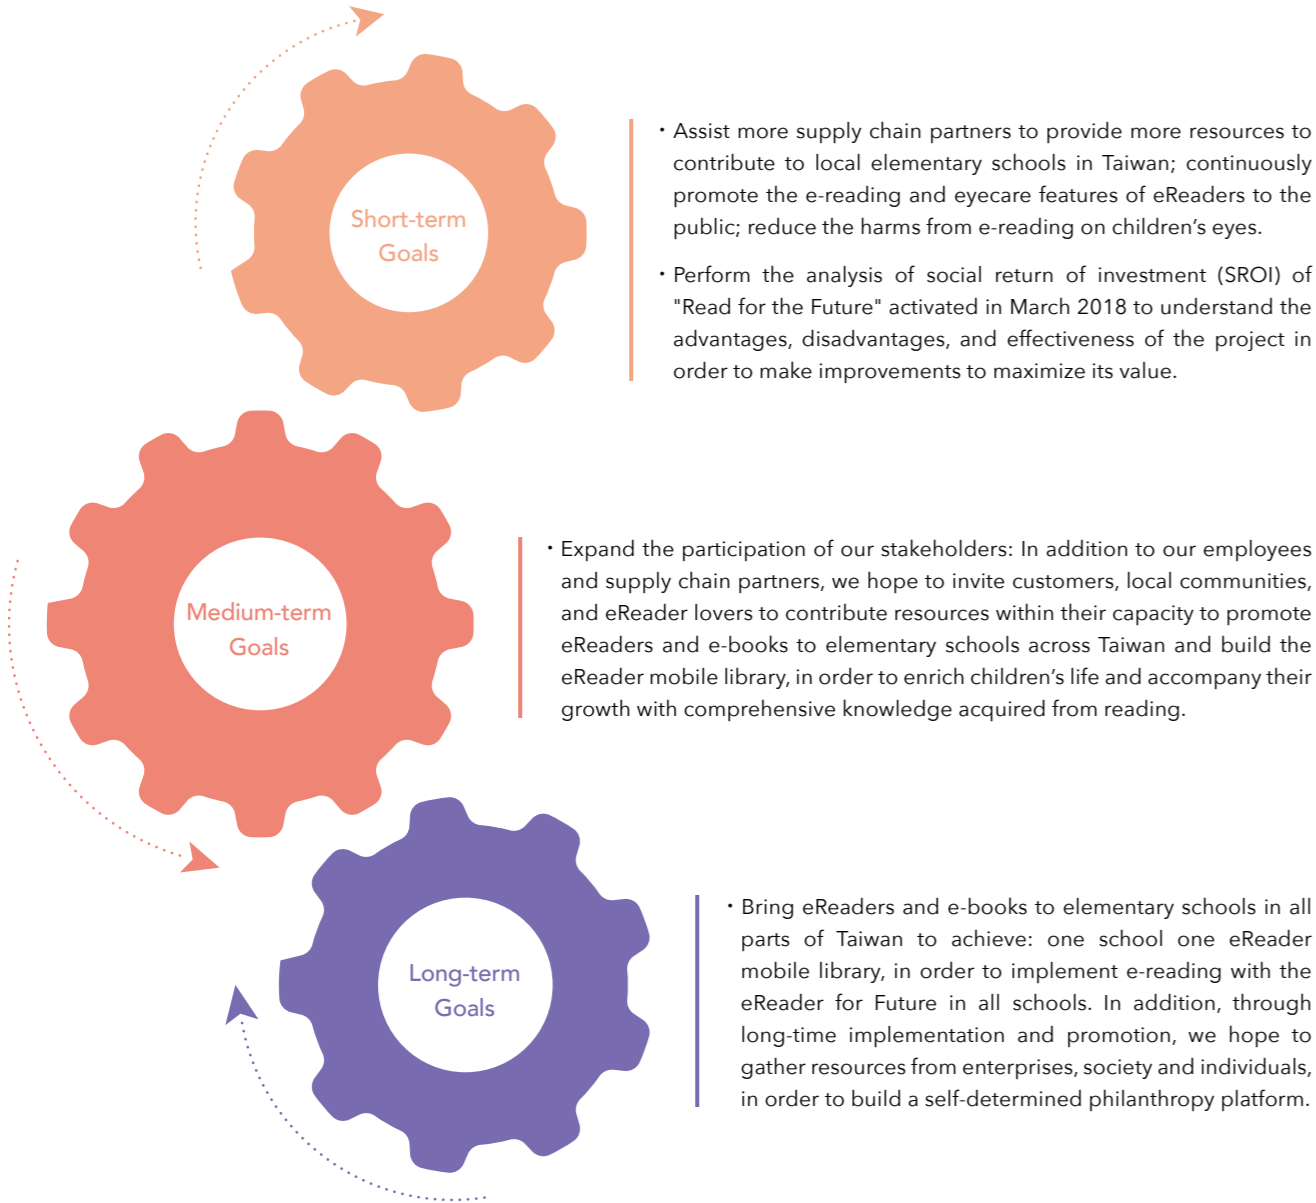 Short-term
Goals
· Assist more supply chain partners to provide more resources to
contribute to local elementary schools in Taiwan; continuously
promote the e-reading and eyecare features of eReaders to the
public; reduce the harms from e-reading on children’s eyes.
· Perform the analysis of social return of investment (SROI) of
"Read for the Future" activated in March 2018 to understand the
advantages, disadvantages, and effectiveness of the project in
order to make improvements to maximize its value.
Medium-term
Goals
· Expand the participation of our stakeholders: In addition to our employees
and supply chain partners, we hope to invite customers, local communities,
and eReader lovers to contribute resources within their capacity to promote
eReaders and e-books to elementary schools across Taiwan and build the
eReader mobile library, in order to enrich children’s life and accompany their
growth with comprehensive knowledge acquired from reading.
Long-term
Goals
· Bring eReaders and e-books to elementary schools in all
parts of Taiwan to achieve: one school one eReader
mobile library, in order to implement e-reading with the
eReader for Future in all schools. In addition, through
long-time implementation and promotion, we hope to
gather resources from enterprises, society and individuals,
in order to build a self-determined philanthropy platform.